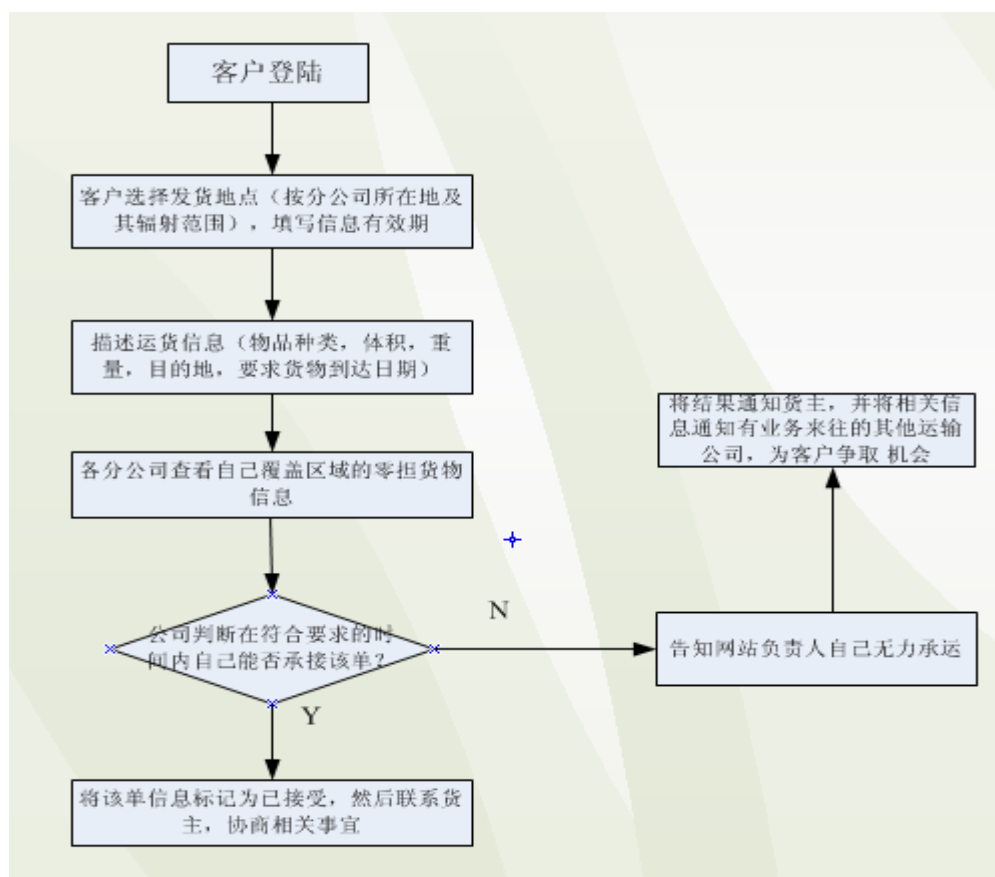 客户登陆
客户选择发货地点（按分公司所在地及
其辐射范围），填写信息有效期
描述运货信息（物品种类，体积，重
量，目的地，要求货物到达日期）
各分公司查看自己覆盖区域的零担货物
信息
公司判断在符合要求的时
间内自己能否承接该单？
N
Y
告知网站负责人自己无力承运
将结果通知货主，并将相关信
息通知有业务来往的其他运输
公司，为客户争取 机会
将该单信息标记为已接受，然后联系货
主，协商相关事宜